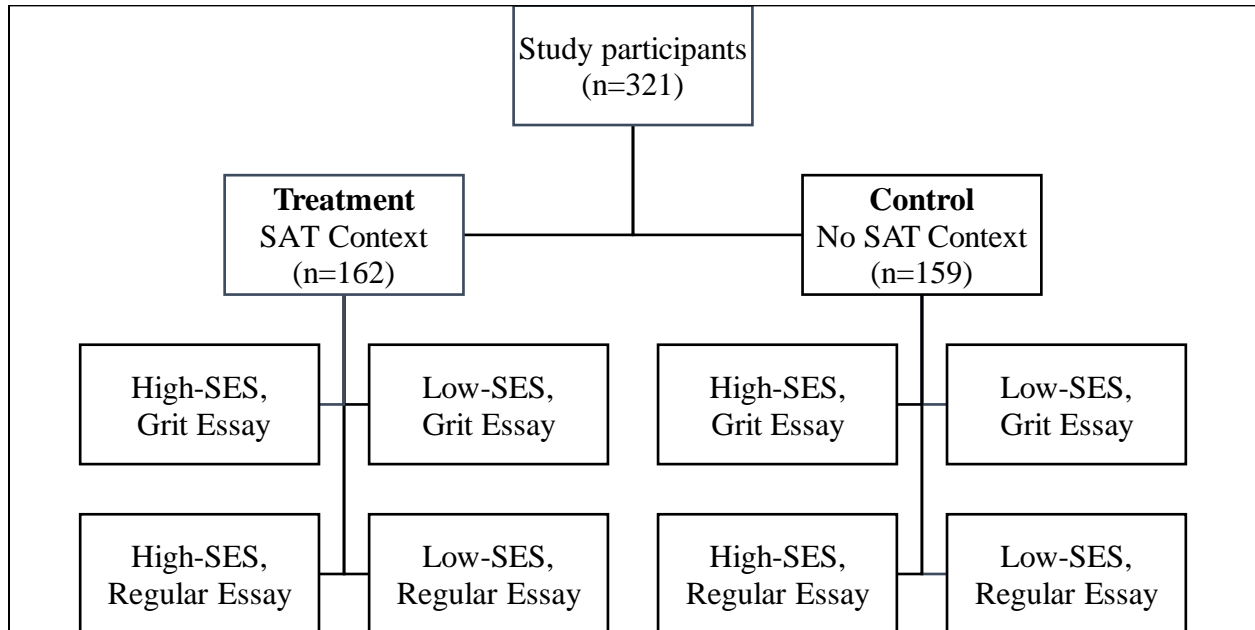 Study participants
(n=321)
Treatment
SAT Context
(n=162)
Control
No SAT Context
(n=159)
High-SES,
Grit Essay
Low-SES,
Grit Essay
High-SES,
Grit Essay
Low-SES,
Grit Essay
High-SES,
Regular Essay
Low-SES,
Regular Essay
High-SES,
Regular Essay
Low-SES,
Regular Essay